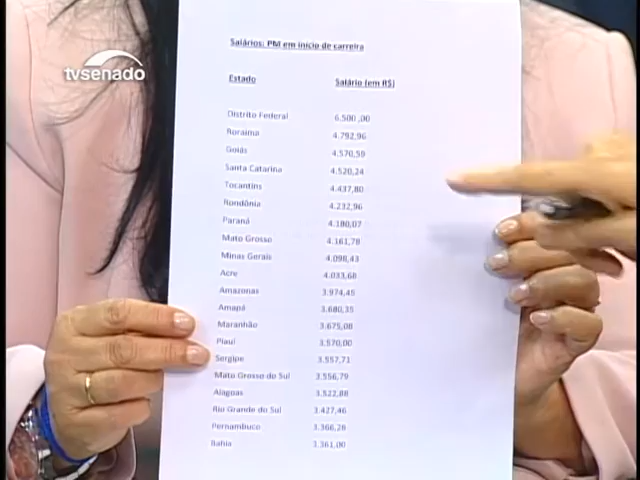 tvsenado
Salários: PM em início de carreira
Estado Salário (em R$)
Distrito Federal 6.500,00
Roraima 4.792,96
Goiás 4.570,59
Santa Catarina 4.520,24
Tocantins 4.437,80
Rondônia 4.232,96
Paraná 4.180,07
Mato Grosso 4.161,78
Minas Gerais 4.098,43
Acre 4.033,68
Amazonas 3.974,45
Amapá 3.680,35
Maranhão 3.675,08
Piauí 3.570,00
Sergipe 3.557,71
Mato Grosso do Sul 3.556,79
Alagoas 3.522,88
Rio Grande do Sul 3.427,46
Pernambuco 3.366,28
Bahia 3.361,00